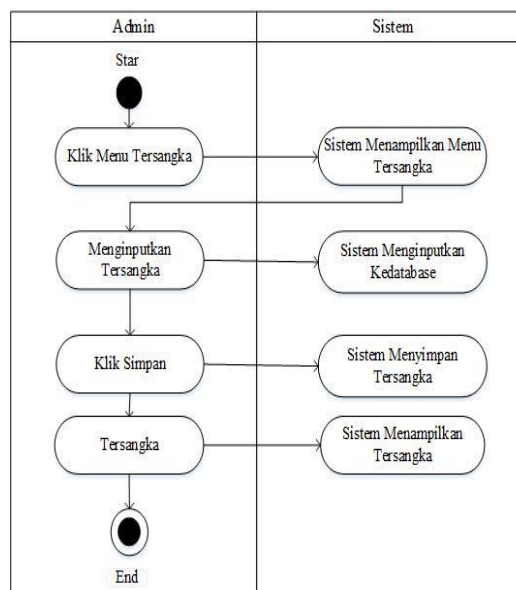 Admin
Sistem
Star
Klik Menu Tersangka
Sistem Menampilkan Menu
Tersangka
Menginputkan
Tersangka
Sistem Menginputkan
Kedatabase
Klik Simpan
Sistem Menyimpan
Tersangka
Tersangka
Sistem Menampilkan
Tersangka
End